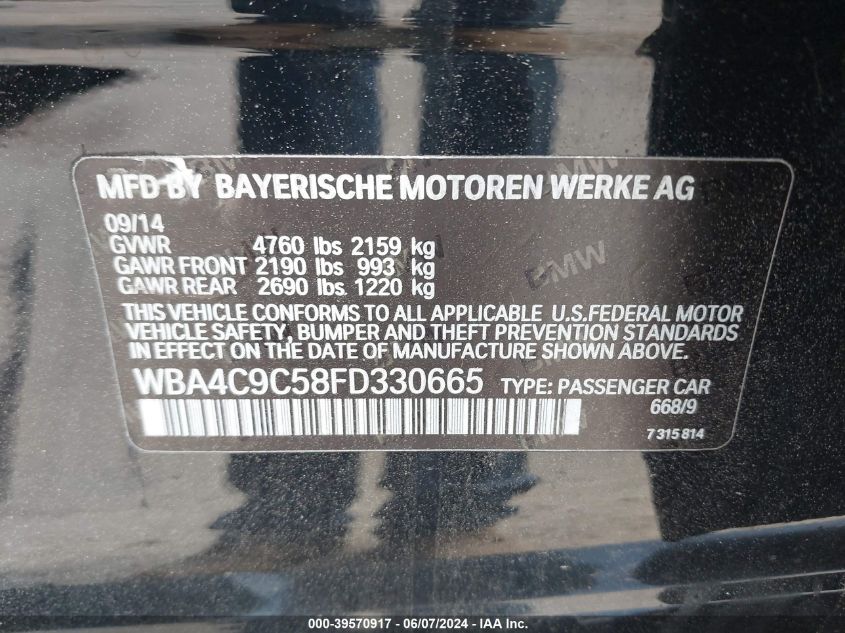 MFD BY BAYERISCHE MOTOREN WERKE AG
09/14
GVWR 4760 lbs 2159 kg
GAWR FRONT 2190 lbs 993 kg
GAWR REAR 2690 lbs 1220 kg
THIS VEHICLE CONFORMS TO ALL APPLICABLE U.S.FEDERAL MOTOR
VEHICLE SAFETY, BUMPER AND THEFT PREVENTION STANDARDS
IN EFFECT ON THE DATE OF MANUFACTURE SHOWN ABOVE.
WBA4C9C58FD330665 TYPE: PASSENGER CAR
668/9
7315814
000-39570917 - 06/07/2024 - IAA Inc.